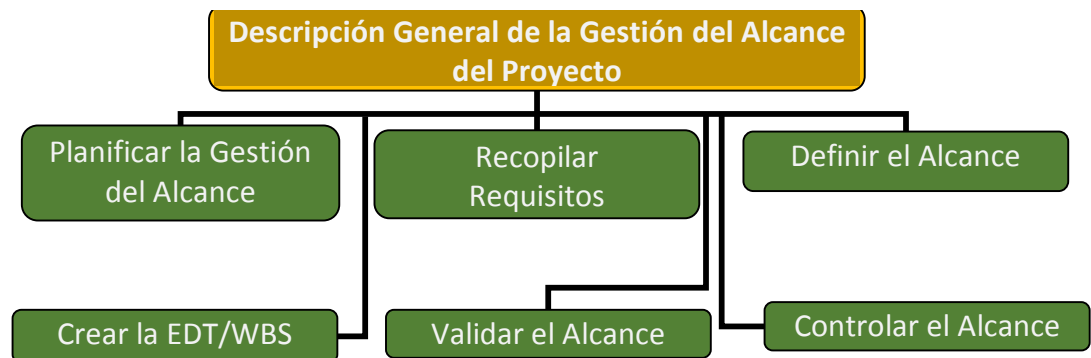 Descripción General de la Gestión del Alcance
del Proyecto
Planificar la Gestión
del Alcance
Recopilar
Requisitos
Definir el Alcance
Crear la EDT/WBS
Validar el Alcance
Controlar el Alcance